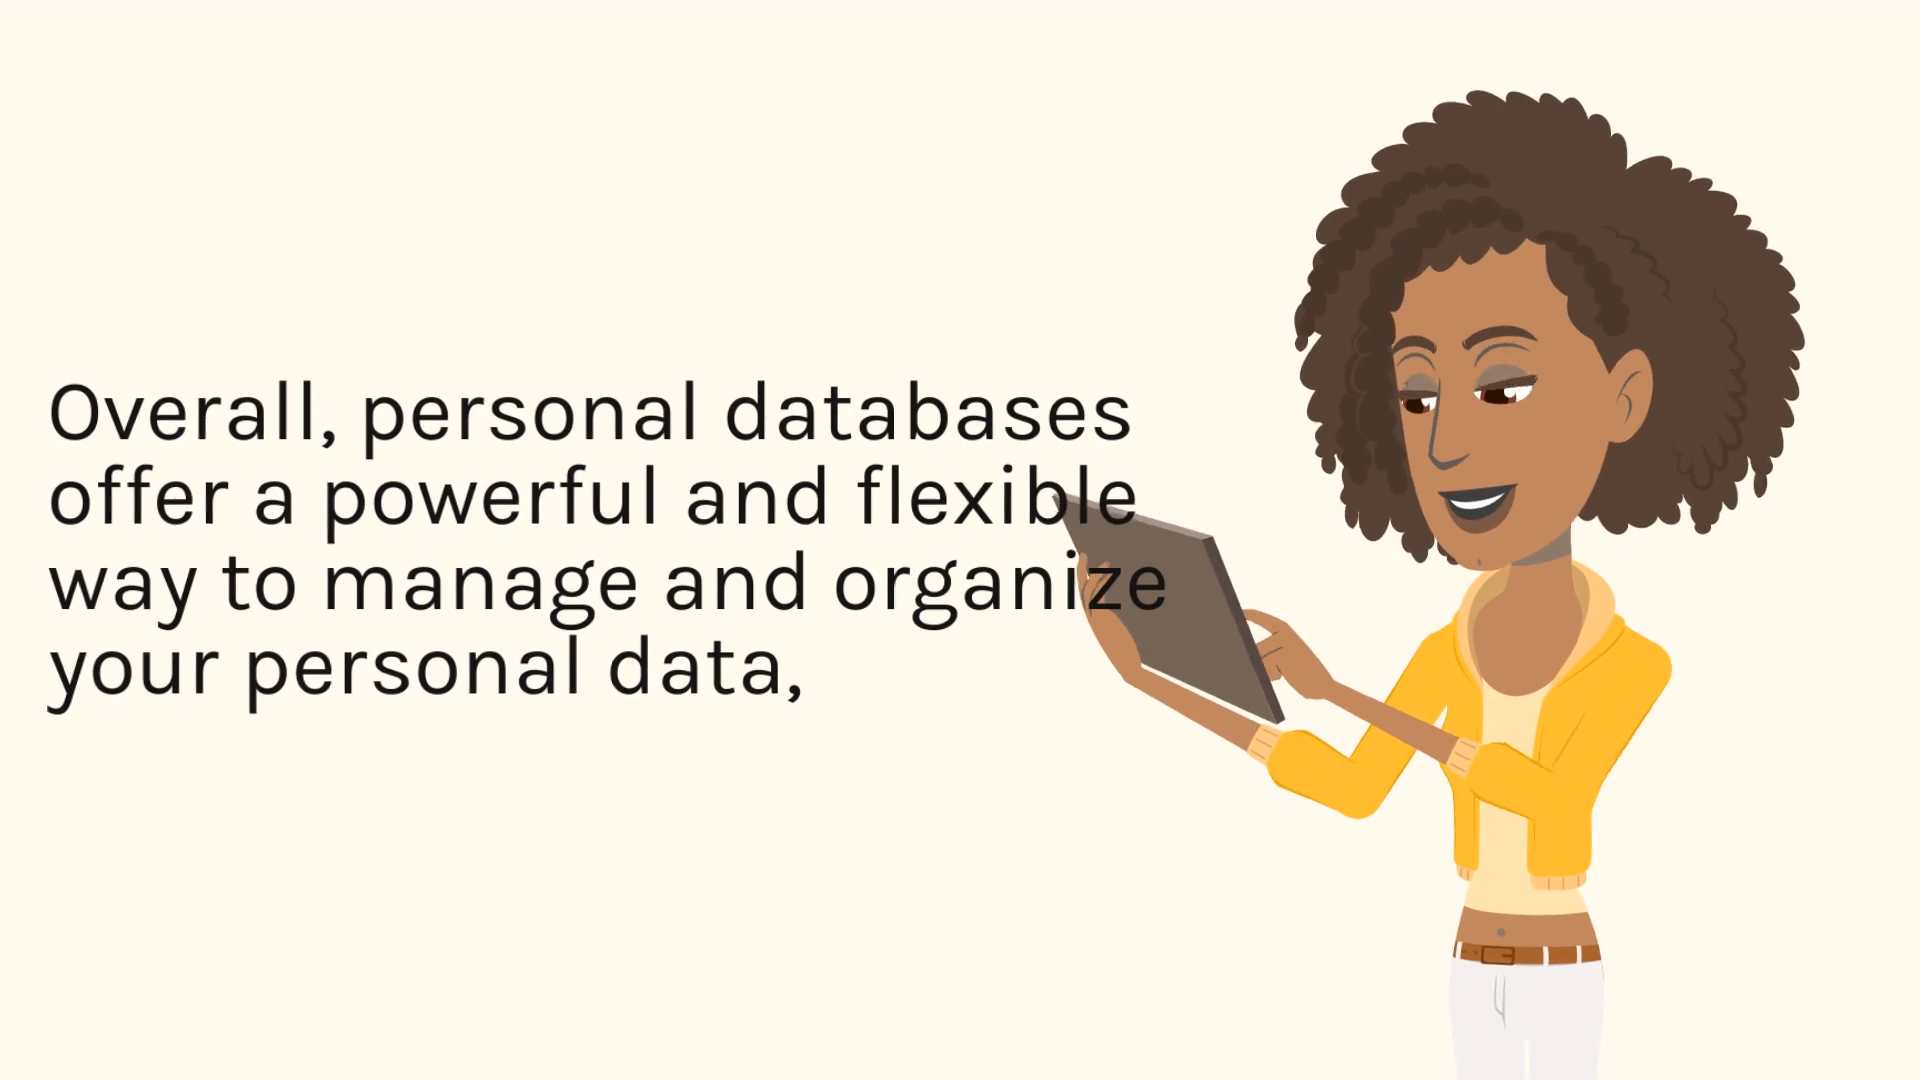 Overall, personal databases
offer a powerful and flexible
way to manage and organize
your personal data,